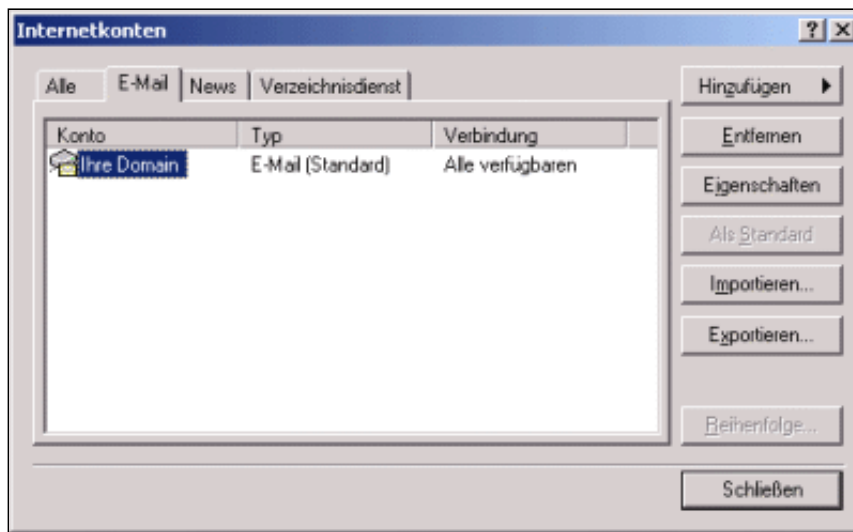 Internetkonten
Alle E-Mail News Verzeichnisdienst
Hinzufügen
Konto Typ Verbindung
Entfernen
Ihre Domain E-Mail (Standard) Alle verfügbaren
Eigenschaften
Als Standard
Importieren...
Exportieren...
Reihenfolge...
Schließen